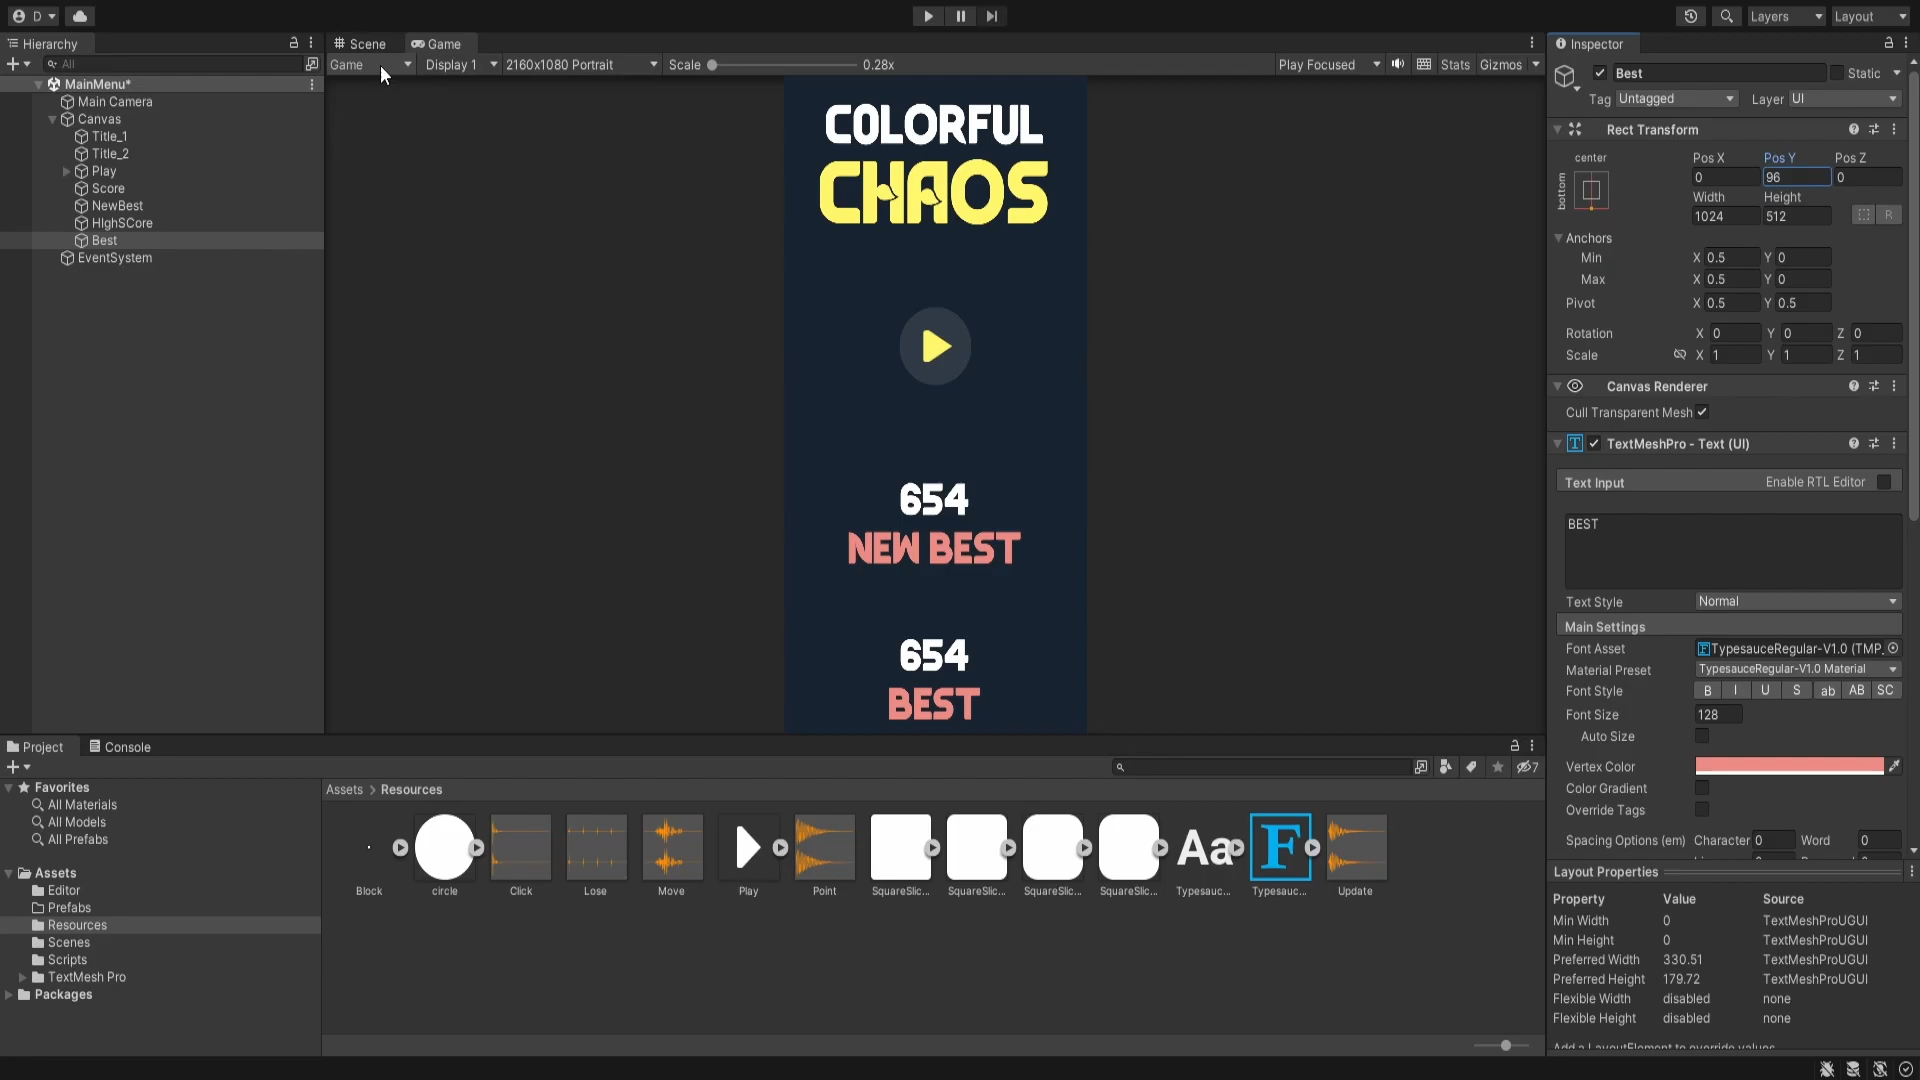 D
Layers
Layout
Hierarchy
All
MainMenu*
Main Camera
Canvas
Title_1
Title_2
Play
Score
NewBest
HIghSCore
Best
EventSystem
Scene
Game
Game
Display 1
2160x1080 Portrait
Scale
0.28x
Play Focused
Stats
Gizmos
COLORFUL
CHAOS
654
NEW BEST
654
BEST
Inspector
Best
Static
Tag
Untagged
Layer
UI
Rect Transform
center
bottom
Pos X
Pos Y
Pos Z
0
96
0
Width
Height
1024
512
R
Anchors
Min
X 0.5
Y 0
Max
X 0.5
Y 0
Pivot
X 0.5
Y 0.5
Rotation
X 0
Y 0
Z 0
Scale
X 1
Y 1
Z 1
Canvas Renderer
Cull Transparent Mesh
TextMeshPro - Text (UI)
Text Input
Enable RTL Editor
BEST
Text Style
Normal
Main Settings
Font Asset
TypesauceRegular-V1.0 (TMP_
Material Preset
TypesauceRegular-V1.0 Material
Font Style
B I U S ab AB SC
Font Size
128
Auto Size
Vertex Color
Color Gradient
Override Tags
Spacing Options (em)
Character 0
Word 0
Layout Properties
Property Value Source
Min Width 0 TextMeshProUGUI
Min Height 0 TextMeshProUGUI
Preferred Width 330.51 TextMeshProUGUI
Preferred Height 179.72 TextMeshProUGUI
Flexible Width disabled none
Flexible Height disabled none
Add a LayoutElement to override values
Project
Console
7
Favorites
All Materials
All Models
All Prefabs
Assets
Editor
Prefabs
Resources
Scenes
Scripts
TextMesh Pro
Packages
Assets > Resources
Aa
F
Block
circle
Click
Lose
Move
Play
Point
SquareSlic...
SquareSlic...
SquareSlic...
SquareSlic...
Typesauc...
Typesauc...
Update